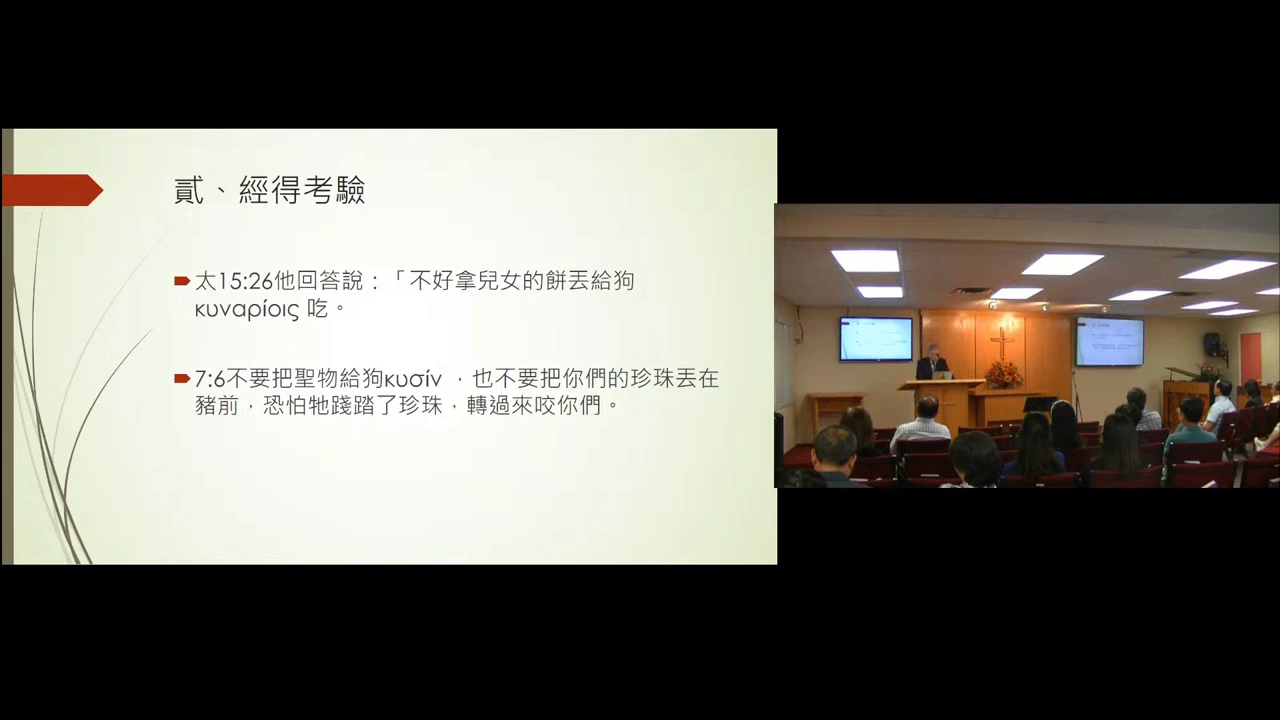 貳、經得考驗
太15:26他回答說：「不好拿兒女的餅丟給狗
κυναρίοις 吃。
7:6不要把聖物給狗κυσίν ，也不要把你們的珍珠丟在
豬前，恐怕牠踐踏了珍珠，轉過來咬你們。